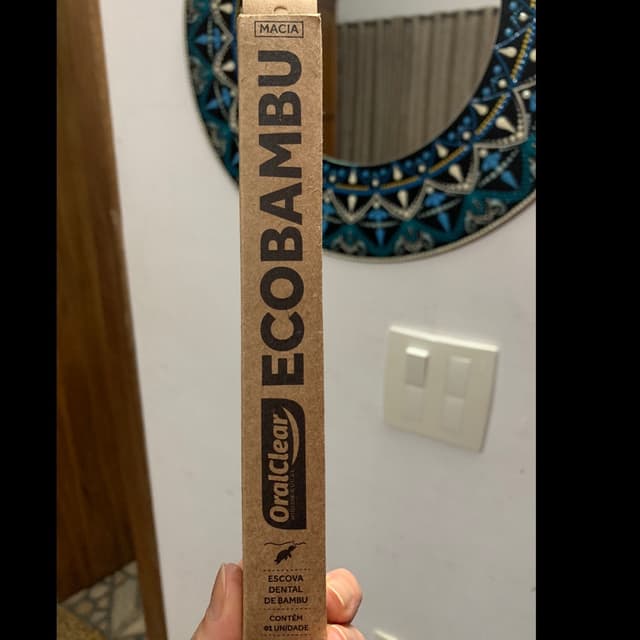 MACIA
ECOBAMBU
OralClear
ESCOVA
DENTAL
DE BAMBU
CONTÉM
01 UNIDADE